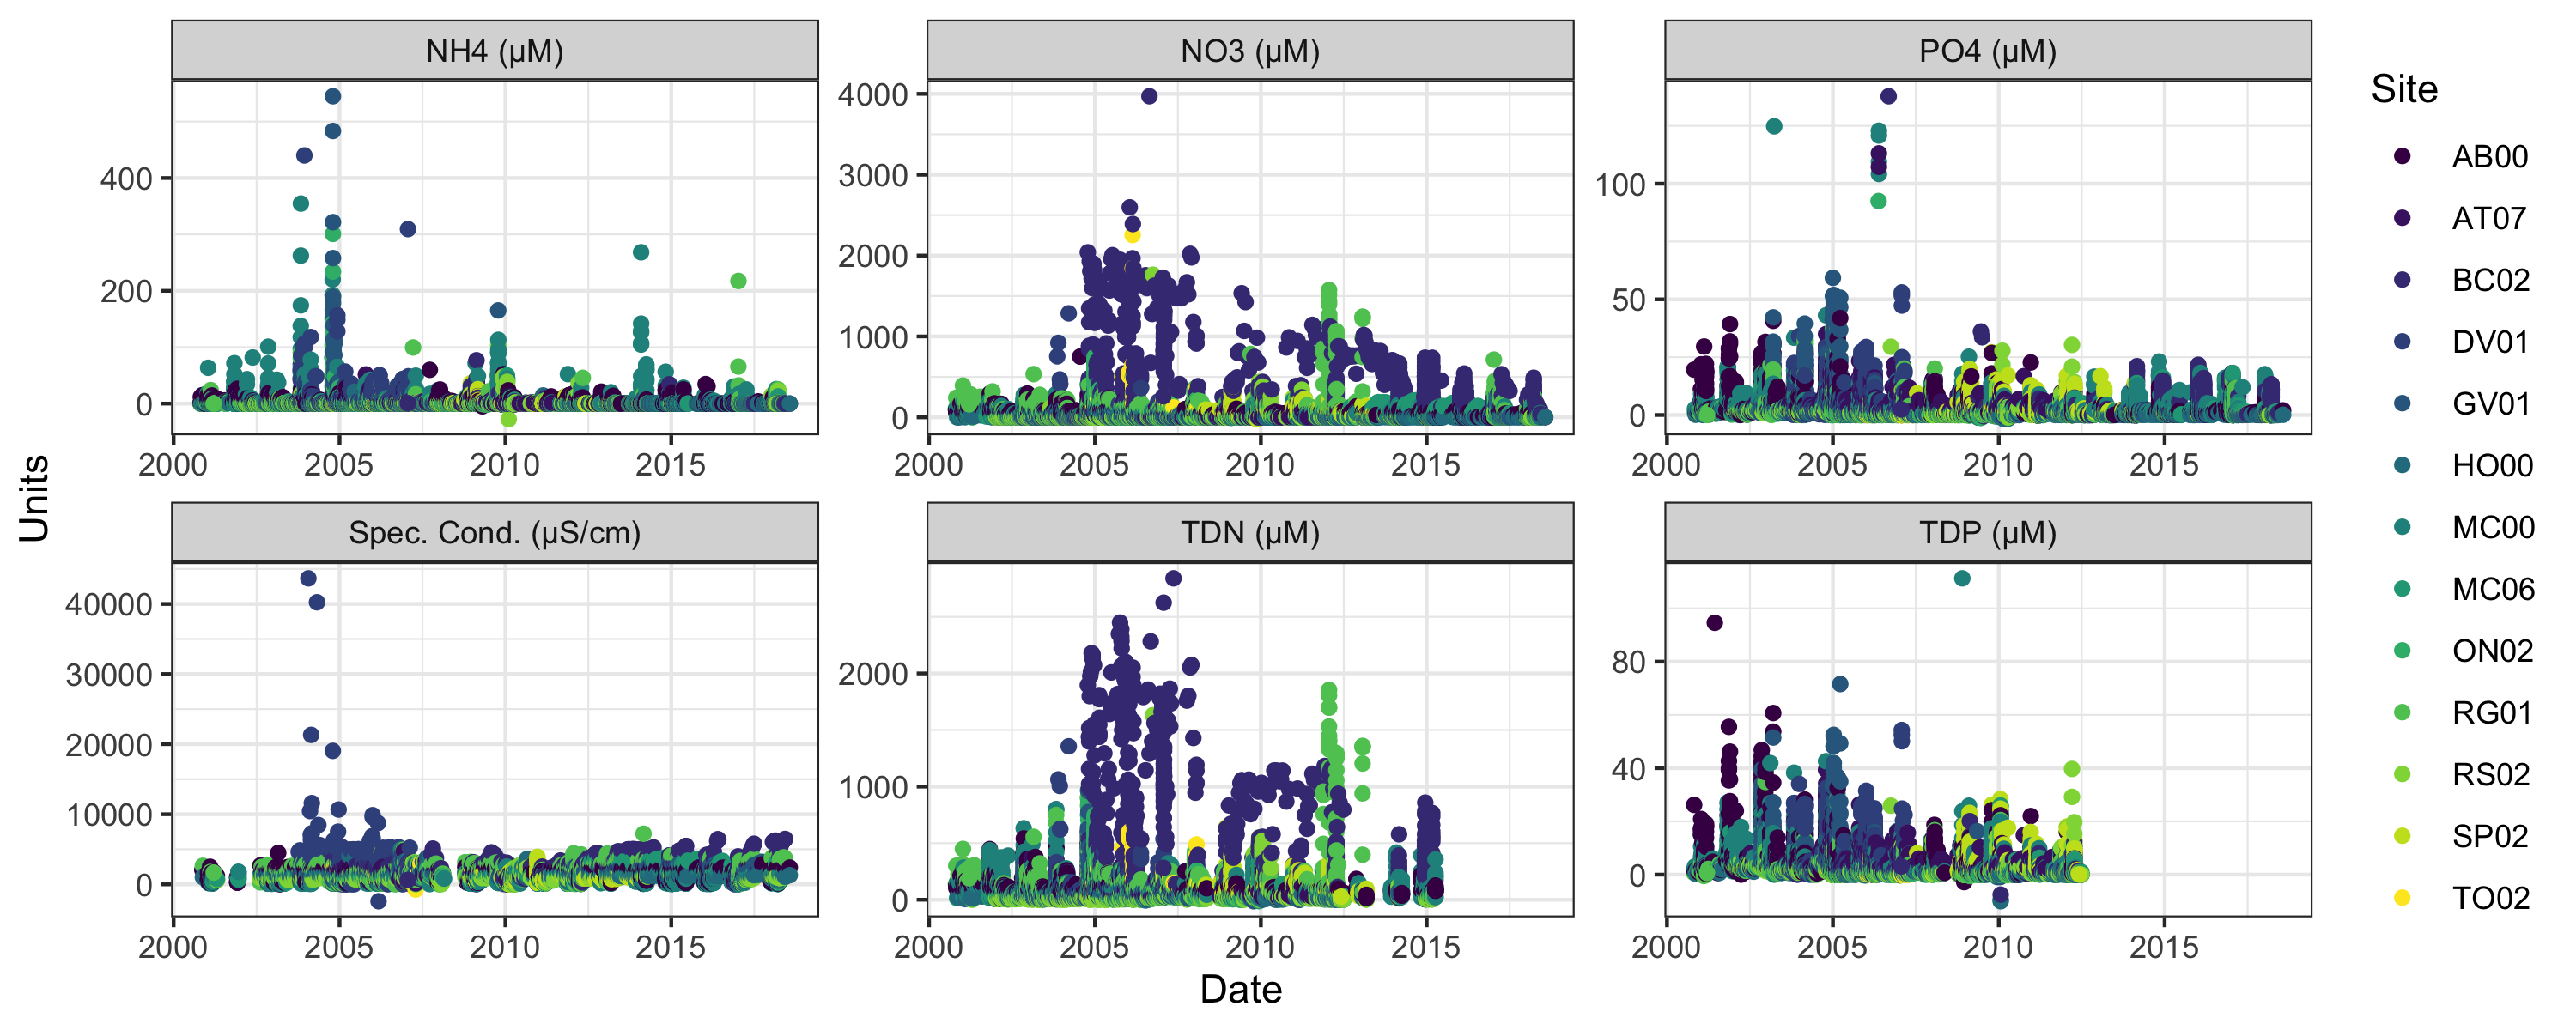 NH4 (µM)
NO3 (µM)
PO4 (µM)
Site
400
200
0
4000
3000
2000
1000
0
100
50
0
2000 2005 2010 2015
2000 2005 2010 2015
2000 2005 2010 2015
Units
Spec. Cond. (µS/cm)
TDN (µM)
TDP (µM)
40000
30000
20000
10000
0
2000
1000
0
80
40
0
2000 2005 2010 2015
2000 2005 2010 2015
2000 2005 2010 2015
Date
AB00
AT07
BC02
DV01
GV01
HO00
MC00
MC06
ON02
RG01
RS02
SP02
TO02